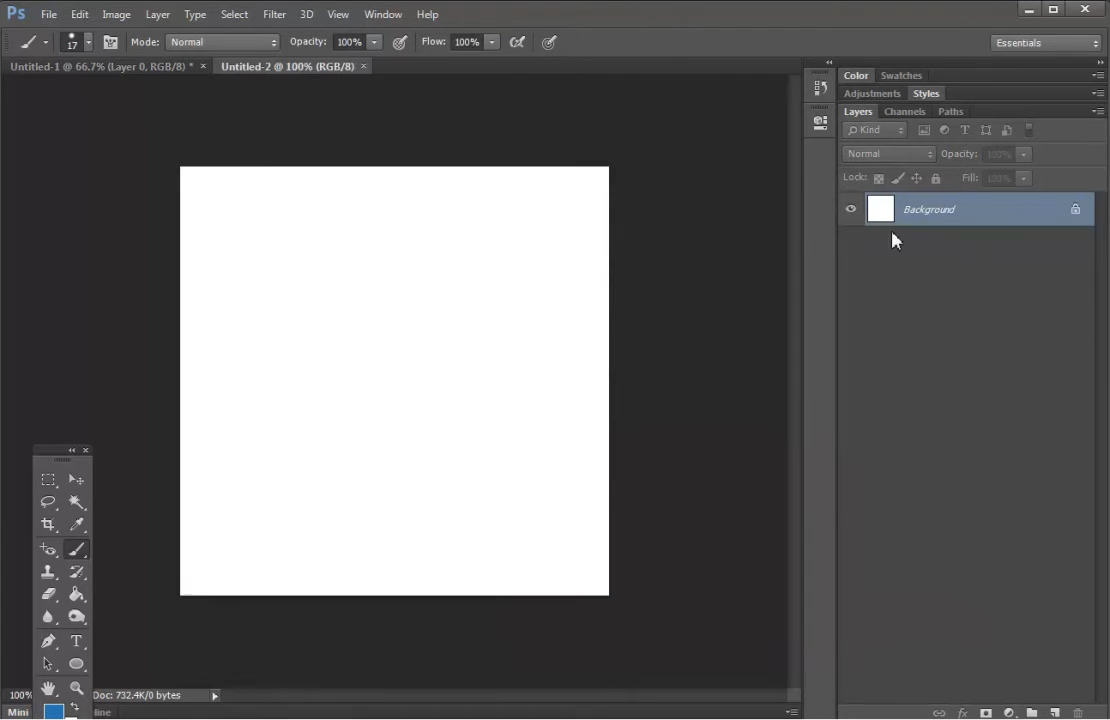 Ps File Edit Image Layer Type Select Filter 3D View Window Help
17 Mode: Normal Opacity: 100% Flow: 100% Essentials
Untitled-1 @ 66.7% (Layer 0, RGB/8) * × Untitled-2 @ 100% (RGB/8) ×
Color Swatches
Adjustments Styles
Layers Channels Paths
Kind
Normal Opacity: 100%
Lock: Fill: 100%
Background
T
100% Doc: 732.4K/0 bytes
Mini line